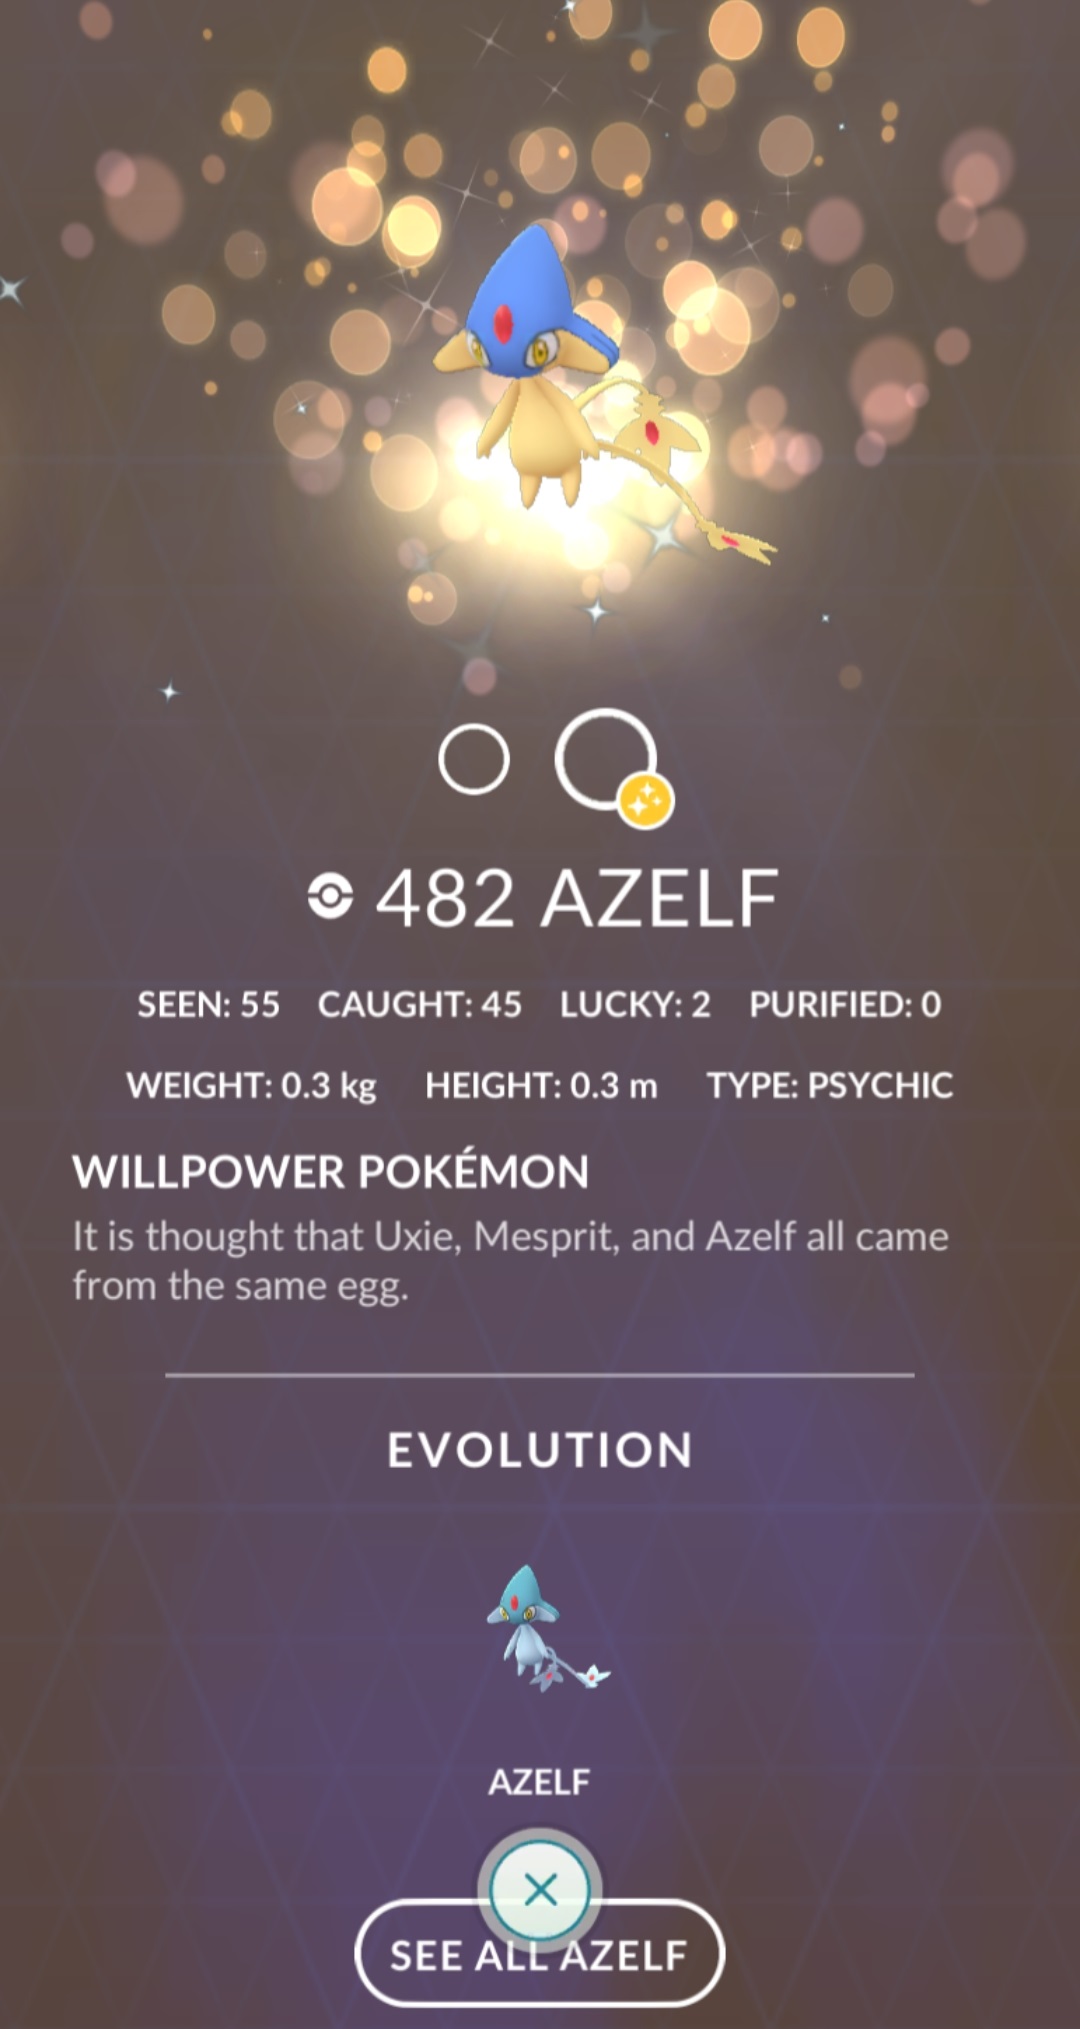 482 AZELF
SEEN: 55 CAUGHT: 45 LUCKY: 2 PURIFIED: 0
WEIGHT: 0.3 kg HEIGHT: 0.3 m TYPE: PSYCHIC
WILLPOWER POKÉMON
It is thought that Uxie, Mesprit, and Azelf all came
from the same egg.
EVOLUTION
AZELF
SEE ALL AZELF